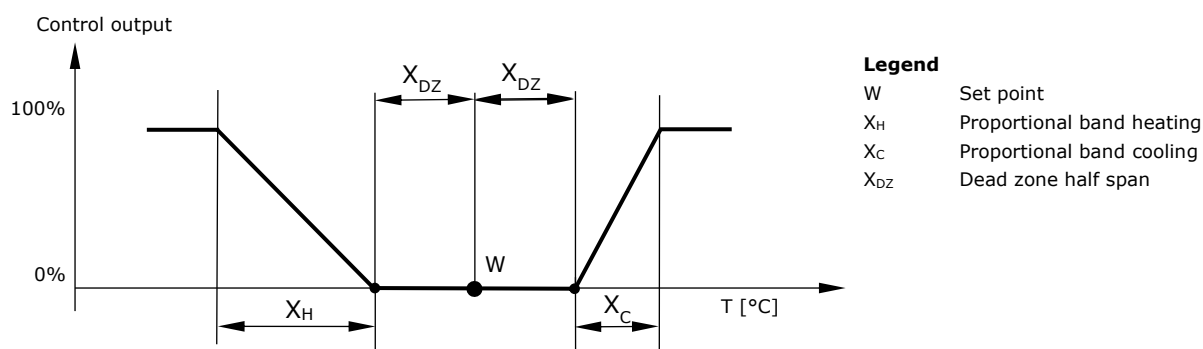 Control output
X_DZ X_DZ
100%
0%
W
X_H
X_C
T [°C]
Legend
W Set point
X_H Proportional band heating
X_C Proportional band cooling
X_DZ Dead zone half span